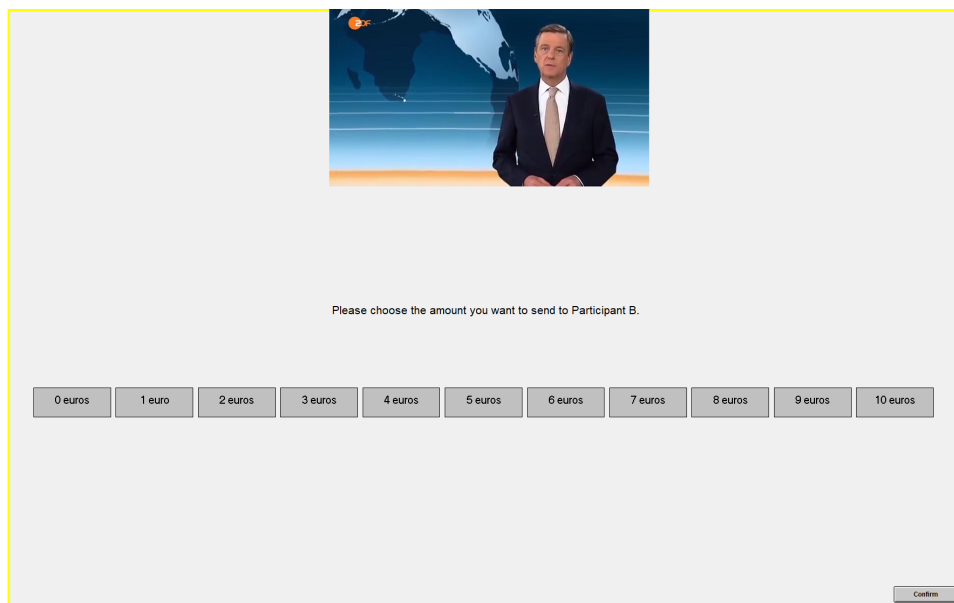 ZDF
Please choose the amount you want to send to Participant B.
0 euros 1 euro 2 euros 3 euros 4 euros 5 euros 6 euros 7 euros 8 euros 9 euros 10 euros
Confirm